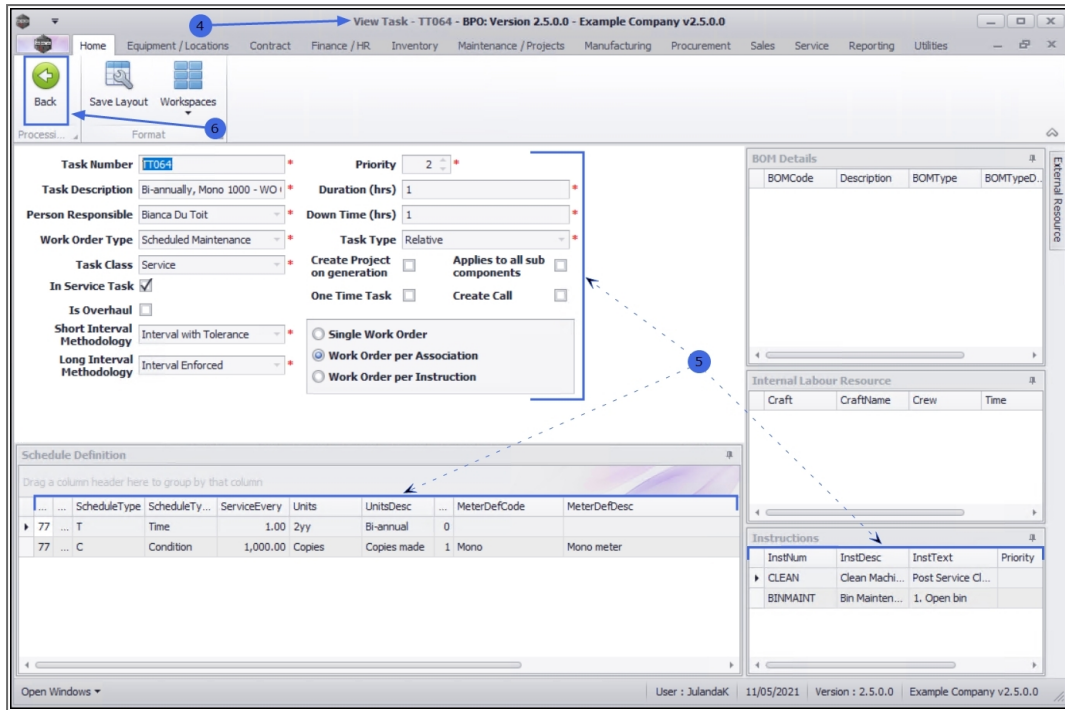 4
View Task - TT064 - BPO: Version 2.5.0.0 - Example Company v2.5.0.0
Home Equipment / Locations Contract Finance / HR Inventory Maintenance / Projects Manufacturing Procurement Sales Service Reporting Utilities
Back Save Layout Workspaces
6
Processi... Format
Task Number TT064 *
Task Description Bi-annually, Mono 1000 - WO *
Person Responsible Bianca Du Toit *
Work Order Type Scheduled Maintenance *
Task Class Service *
In Service Task
Is Overhaul
Short Interval Methodology Interval with Tolerance *
Long Interval Methodology Interval Enforced *
Priority 2 *
Duration (hrs) 1 *
Down Time (hrs) 1 *
Task Type Relative *
Create Project on generation Applies to all sub components
One Time Task Create Call
Single Work Order
Work Order per Association
Work Order per Instruction
5
BOM Details
BOMCode Description BOMType BOMTypeD...
External Resource
Internal Labour Resource
Craft CraftName Crew Time
Schedule Definition
Drag a column header here to group by that column
... ... ScheduleType ScheduleTy... ServiceEvery Units UnitsDesc ... MeterDefCode MeterDefDesc
77 ... T Time 1.00 2yy Bi-annual 0
77 ... C Condition 1,000.00 Copies Copies made 1 Mono Mono meter
Instructions
InstNum InstDesc InstText Priority
CLEAN Clean Machi... Post Service Cl...
BINMAINT Bin Mainten... 1. Open bin
Open Windows User : JulandaK 11/05/2021 Version : 2.5.0.0 Example Company v2.5.0.0